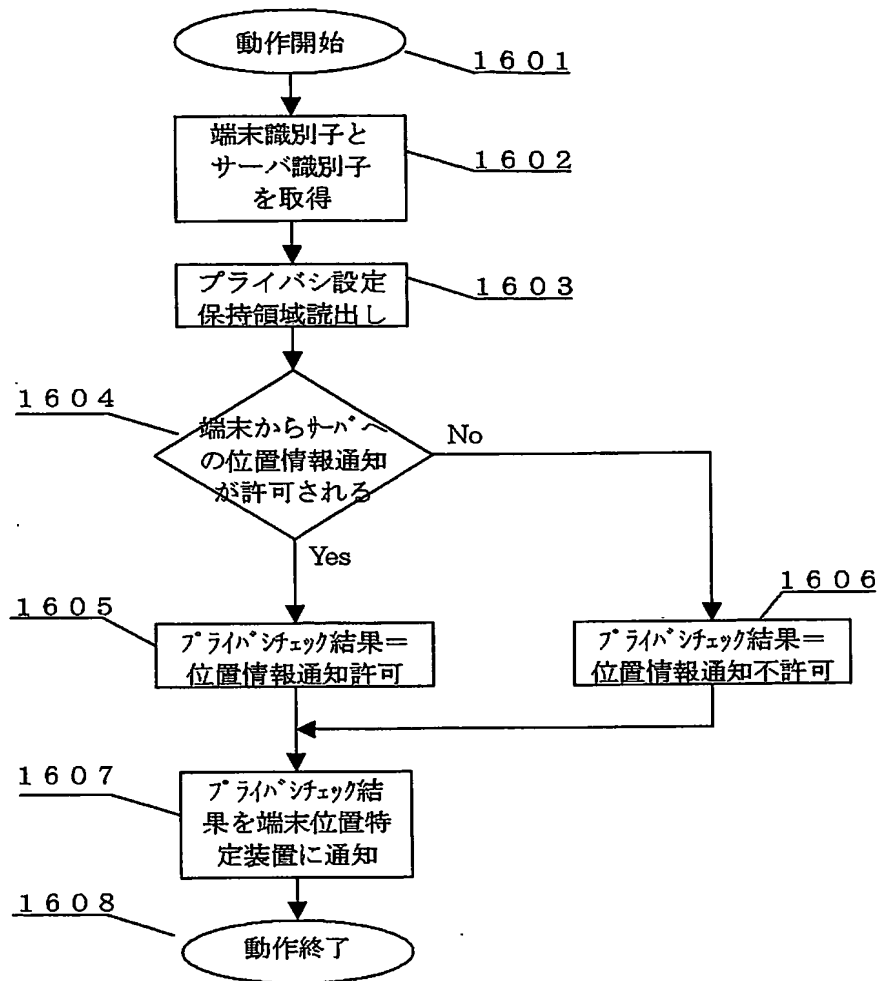 動作開始
1601
端末識別子と
サーバ識別子
を取得
1602
プライバシ設定
保持領域読出し
1603
1604
端末からｻｰﾊﾞへ
の位置情報通知
が許可される
No
Yes
1605
ﾌﾟﾗｲﾊﾞｼﾁｪｯｸ結果＝
位置情報通知許可
1606
ﾌﾟﾗｲﾊﾞｼﾁｪｯｸ結果＝
位置情報通知不許可
1607
ﾌﾟﾗｲﾊﾞｼﾁｪｯｸ結
果を端末位置特
定装置に通知
1608
動作終了